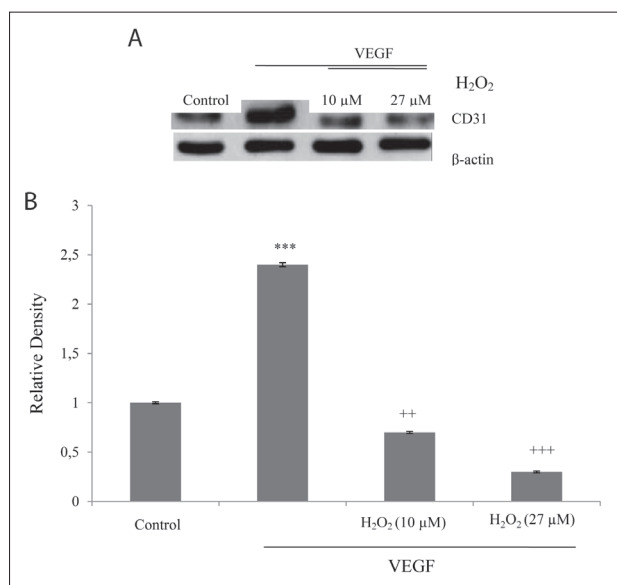 A
VEGF
H₂O₂
Control 10 µM 27 µM
CD31
β-actin
B
3
2,5
2
1,5
1
0,5
0
Relative Density
***
++
+++
Control H₂O₂ (10 µM) H₂O₂ (27 µM)
VEGF